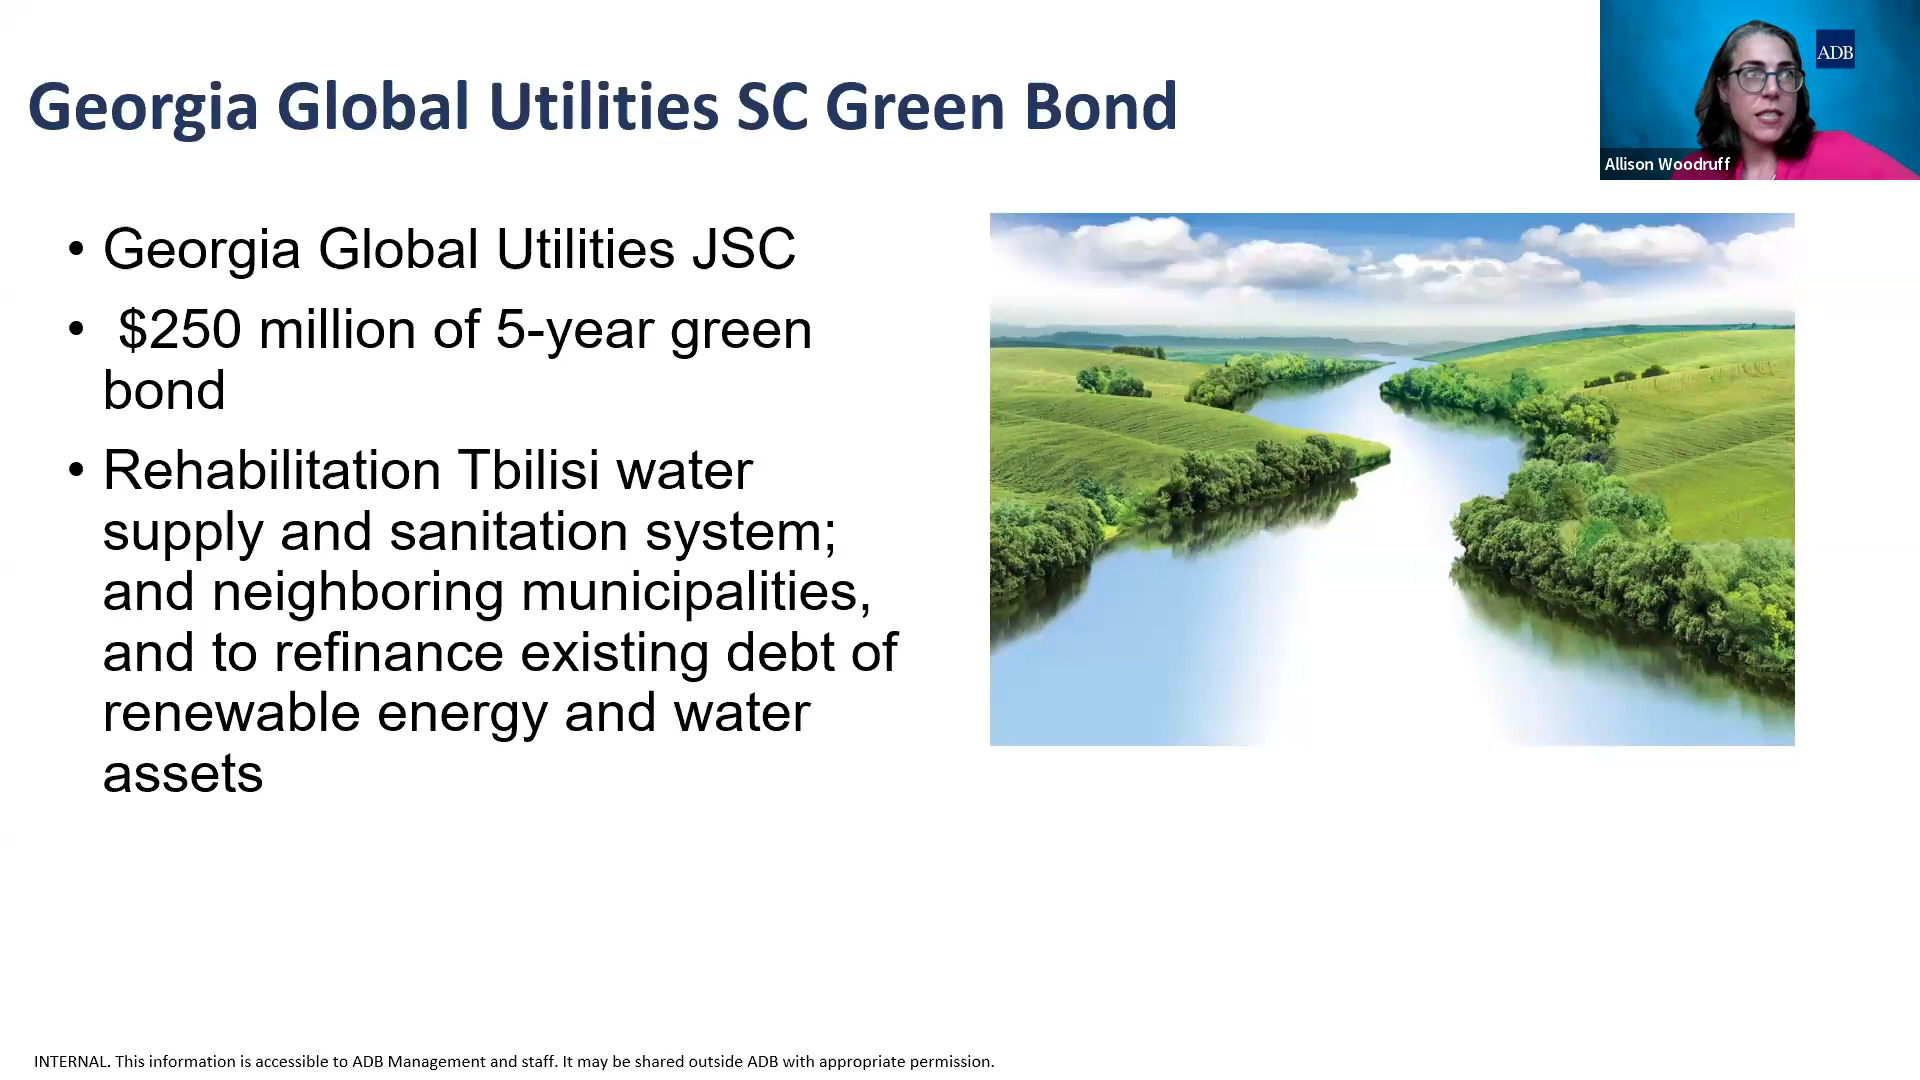 Georgia Global Utilities SC Green Bond
ADB
Allison Woodruff
• Georgia Global Utilities JSC
• $250 million of 5-year green
bond
• Rehabilitation Tbilisi water
supply and sanitation system;
and neighboring municipalities,
and to refinance existing debt of
renewable energy and water
assets
INTERNAL. This information is accessible to ADB Management and staff. It may be shared outside ADB with appropriate permission.